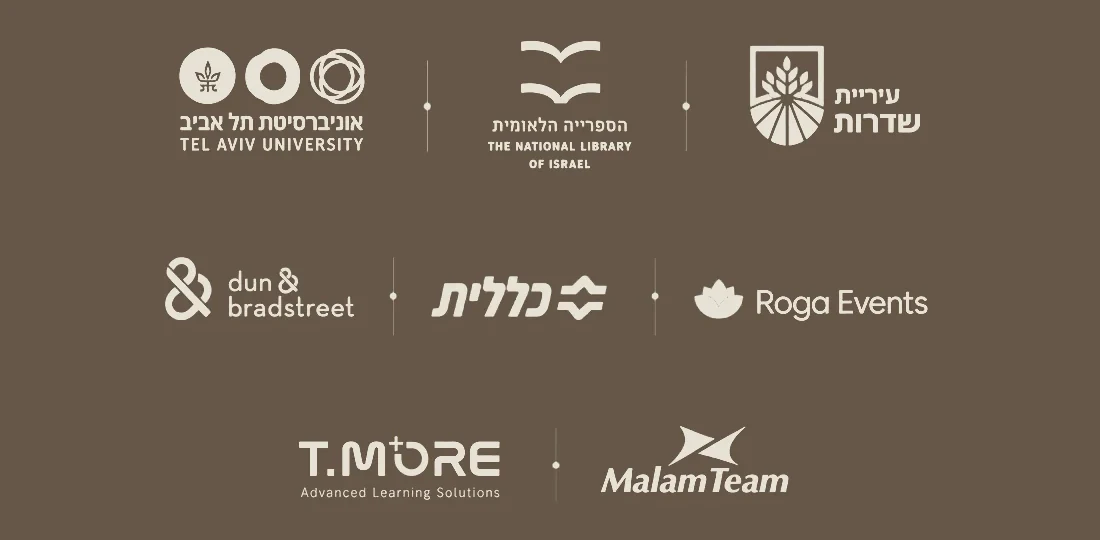 אוניברסיטת תל אביב
TEL AVIV UNIVERSITY
הספרייה הלאומית
THE NATIONAL LIBRARY
OF ISRAEL
עיריית
שדרות
dun &
bradstreet
כללית
Roga Events
T.MORE
Advanced Learning Solutions
MalamTeam